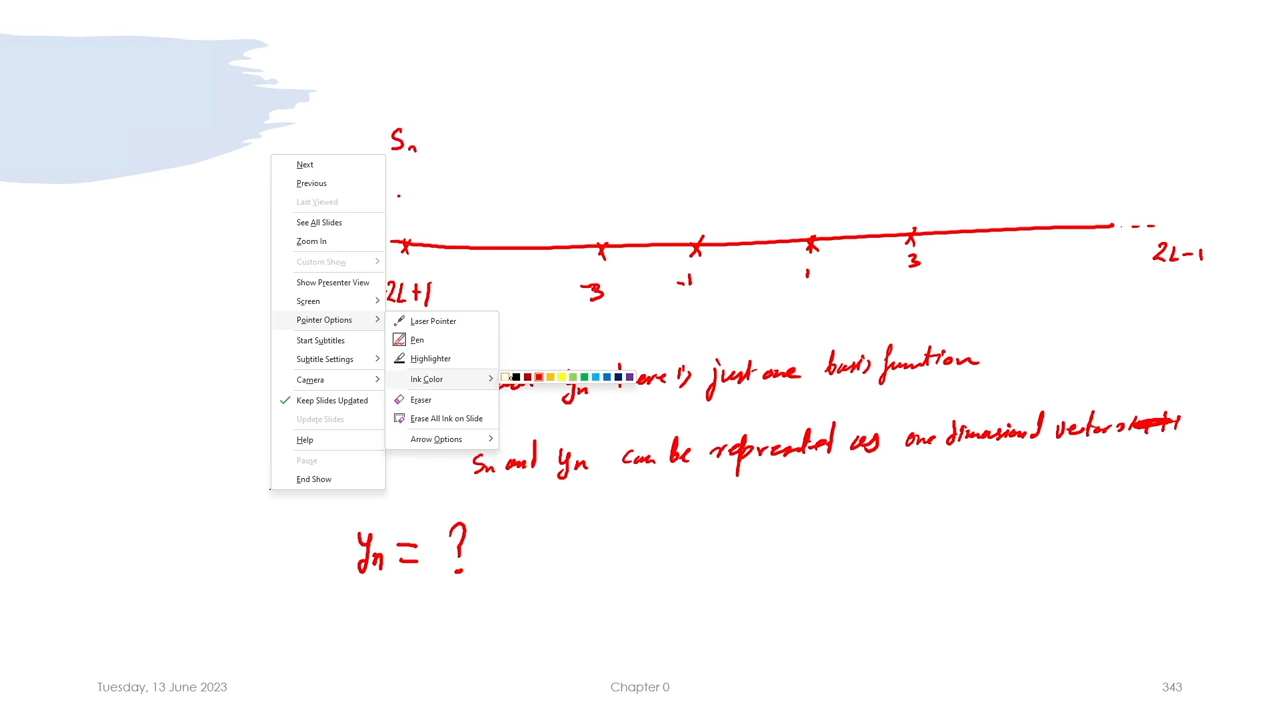 Sn
Next
Previous
Last Viewed
See All Slides
Zoom In
Custom Show
Show Presenter View
Screen
Pointer Options
Start Subtitles
Subtitle Settings
Camera
Keep Slides Updated
Update Slides
Help
Pause
End Show
Laser Pointer
Pen
Highlighter
Ink Color
Eraser
Erase All Ink on Slide
Arrow Options
2L+1 -3 -1 1 3 ... 2L-1
yn just one basis function
Sn and yn can be represented as one dimensional vectors
yn = ?
Tuesday, 13 June 2023
Chapter 0
343